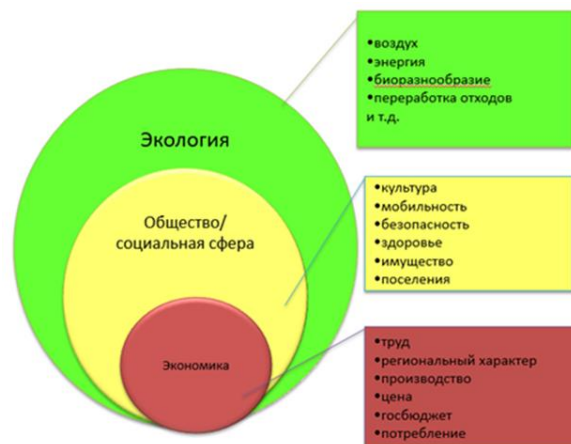 Экология
Общество/
социальная сфера
Экономика
•воздух
•энергия
•биоразнообразие
•переработка отходов
и т.д.
•культура
•мобильность
•безопасность
•здоровье
•имущество
•поселения
•труд
•региональный характер
•производство
•цена
•госбюджет
•потребление